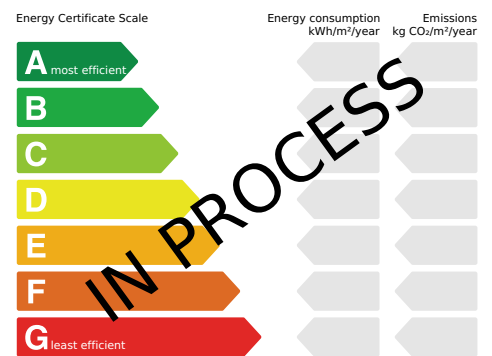 Energy Certificate Scale
Energy consumption
kWh/m²/year
Emissions
kg CO₂/m²/year
A most efficient
B
C
D
E
F
G least efficient
IN PROCESS